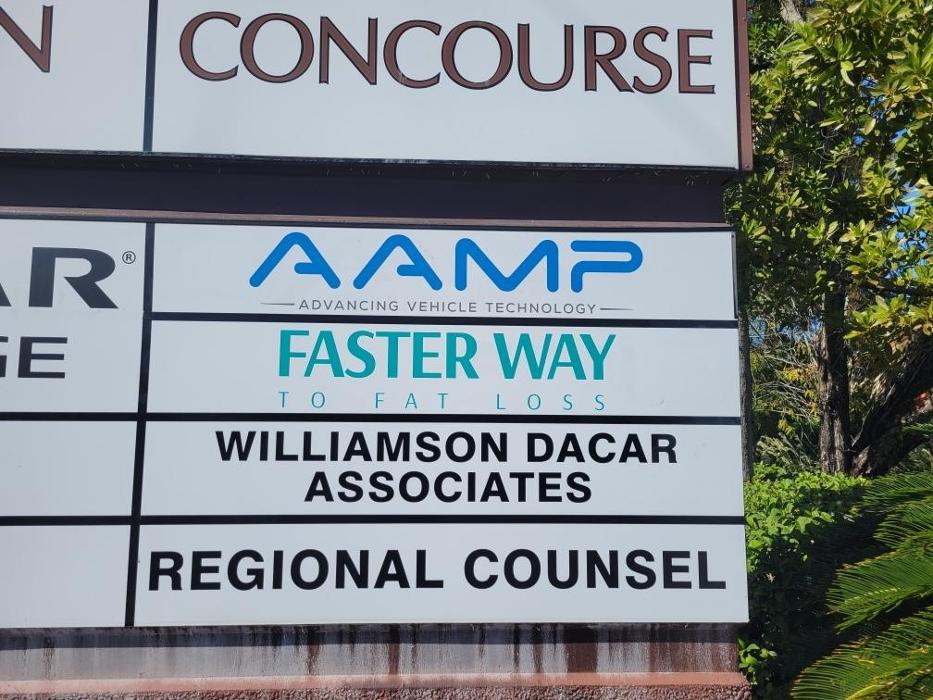 CONCOURSE
AAMP
ADVANCING VEHICLE TECHNOLOGY
FASTER WAY
TO FAT LOSS
WILLIAMSON DACAR
ASSOCIATES
REGIONAL COUNSEL